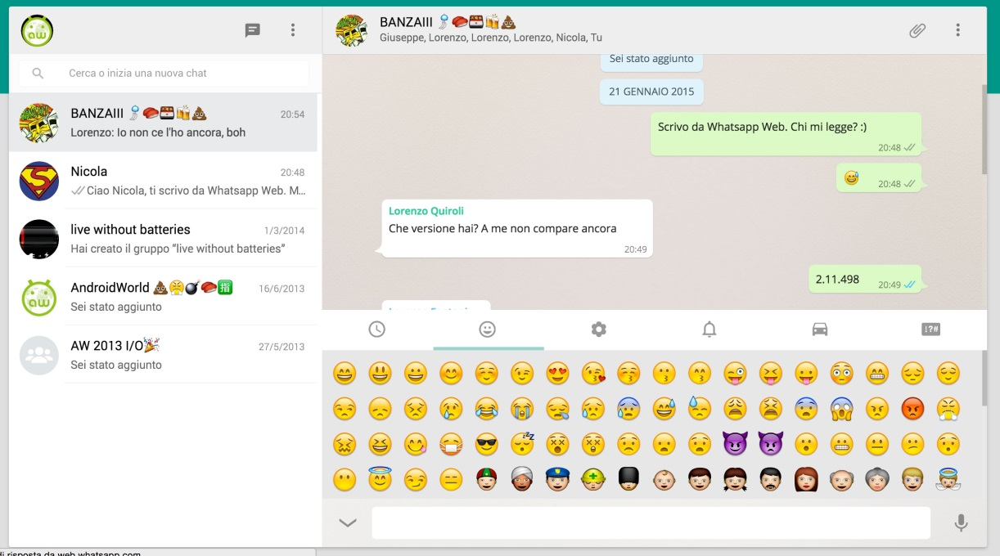 aw
Cerca o inizia una nuova chat
BANZAIII 🎐🍣🍱🍻💩
20:54
Lorenzo: Io non ce l'ho ancora, boh
Nicola
20:48
Ciao Nicola, ti scrivo da Whatsapp Web. M...
live without batteries
1/3/2014
Hai creato il gruppo “live without batteries”
AndroidWorld 💩😤💣🍣🈯
16/6/2013
Sei stato aggiunto
aw
AW 2013 I/O🎉
27/5/2013
Sei stato aggiunto
di risposta da web.whatsapp.com
BANZAIII 🎐🍣🍱🍻💩
Giuseppe, Lorenzo, Lorenzo, Lorenzo, Nicola, Tu
Sei stato aggiunto
21 GENNAIO 2015
Scrivo da Whatsapp Web. Chi mi legge? :)
20:48
😅
20:48
Lorenzo Quiroli
Che versione hai? A me non compare ancora
20:49
2.11.498
20:49
!?#